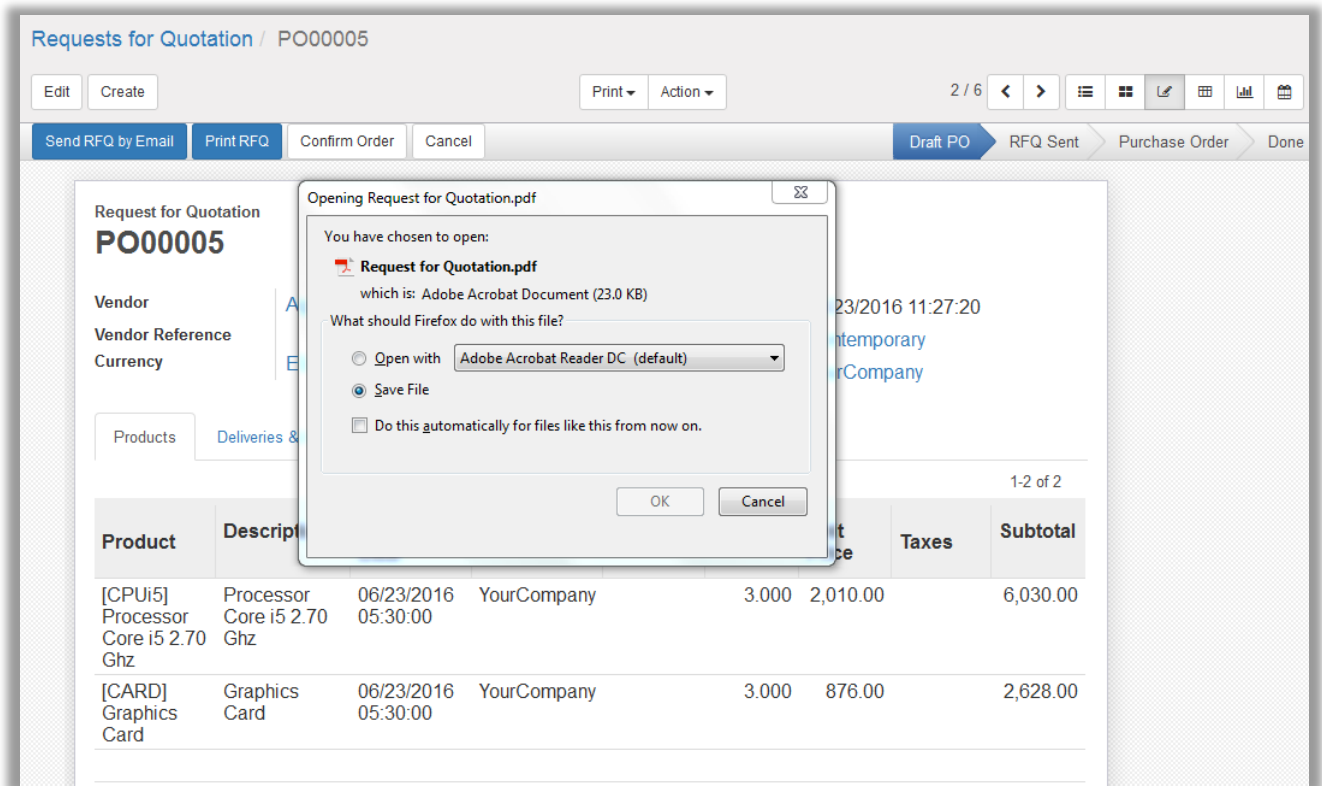 Requests for Quotation / PO00005
Edit Create Print Action 2 / 6
Send RFQ by Email Print RFQ Confirm Order Cancel Draft PO RFQ Sent Purchase Order Done
Opening Request for Quotation.pdf
You have chosen to open:
Request for Quotation.pdf
which is: Adobe Acrobat Document (23.0 KB)
What should Firefox do with this file?
Open with Adobe Acrobat Reader DC (default)
Save File
Do this automatically for files like this from now on.
OK Cancel
Request for Quotation
PO00005
Vendor A 23/2016 11:27:20
Vendor Reference ntemporary
Currency E rCompany
Products Deliveries &
1-2 of 2
Product Descript t ce Taxes Subtotal
[CPUi5] Processor 06/23/2016 YourCompany 3.000 2,010.00 6,030.00
Processor Core i5 2.70 05:30:00
Core i5 2.70 Ghz
Ghz
[CARD] Graphics 06/23/2016 YourCompany 3.000 876.00 2,628.00
Graphics Card 05:30:00
Card